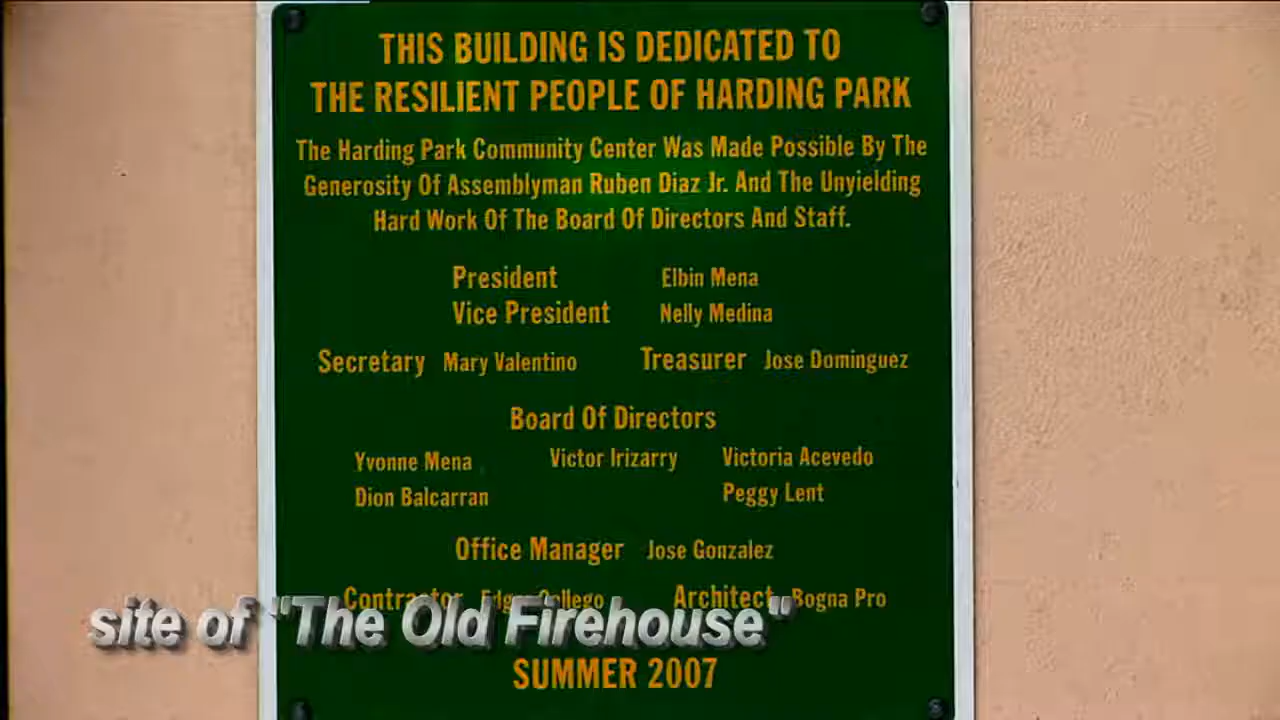 THIS BUILDING IS DEDICATED TO
THE RESILIENT PEOPLE OF HARDING PARK
The Harding Park Community Center Was Made Possible By The
Generosity Of Assemblyman Ruben Diaz Jr. And The Unyielding
Hard Work Of The Board Of Directors And Staff.
President Elbin Mena
Vice President Nelly Medina
Secretary Mary Valentino Treasurer Jose Dominguez
Board Of Directors
Yvonne Mena Victor Irizarry Victoria Acevedo
Dion Balcarran Peggy Lent
Office Manager Jose Gonzalez
Contractor Architect Bogna Pro
site of "The Old Firehouse"
SUMMER 2007